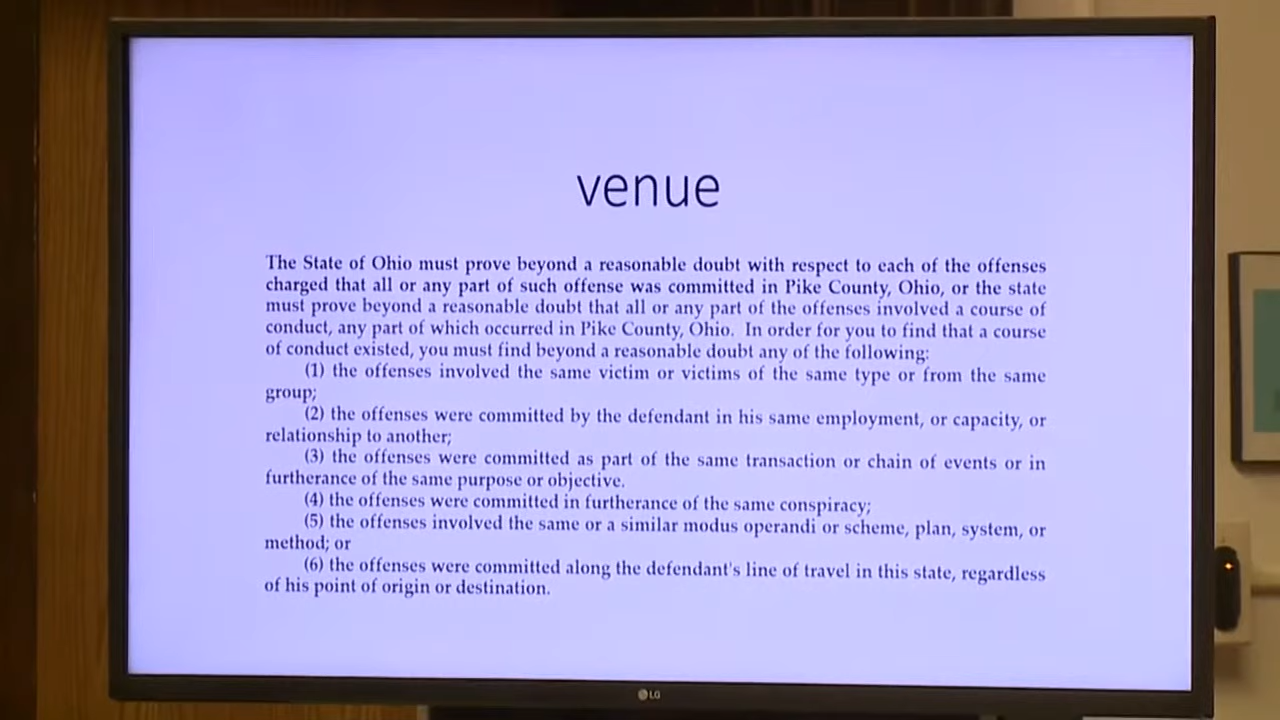 venue
The State of Ohio must prove beyond a reasonable doubt with respect to each of the offenses
charged that all or any part of such offense was committed in Pike County, Ohio, or the state
must prove beyond a reasonable doubt that all or any part of the offenses involved a course of
conduct, any part of which occurred in Pike County, Ohio. In order for you to find that a course
of conduct existed, you must find beyond a reasonable doubt any of the following:
(1) the offenses involved the same victim or victims of the same type or from the same
group;
(2) the offenses were committed by the defendant in his same employment, or capacity, or
relationship to another;
(3) the offenses were committed as part of the same transaction or chain of events or in
furtherance of the same purpose or objective.
(4) the offenses were committed in furtherance of the same conspiracy;
(5) the offenses involved the same or a similar modus operandi or scheme, plan, system, or
method; or
(6) the offenses were committed along the defendant's line of travel in this state, regardless
of his point of origin or destination.
LG